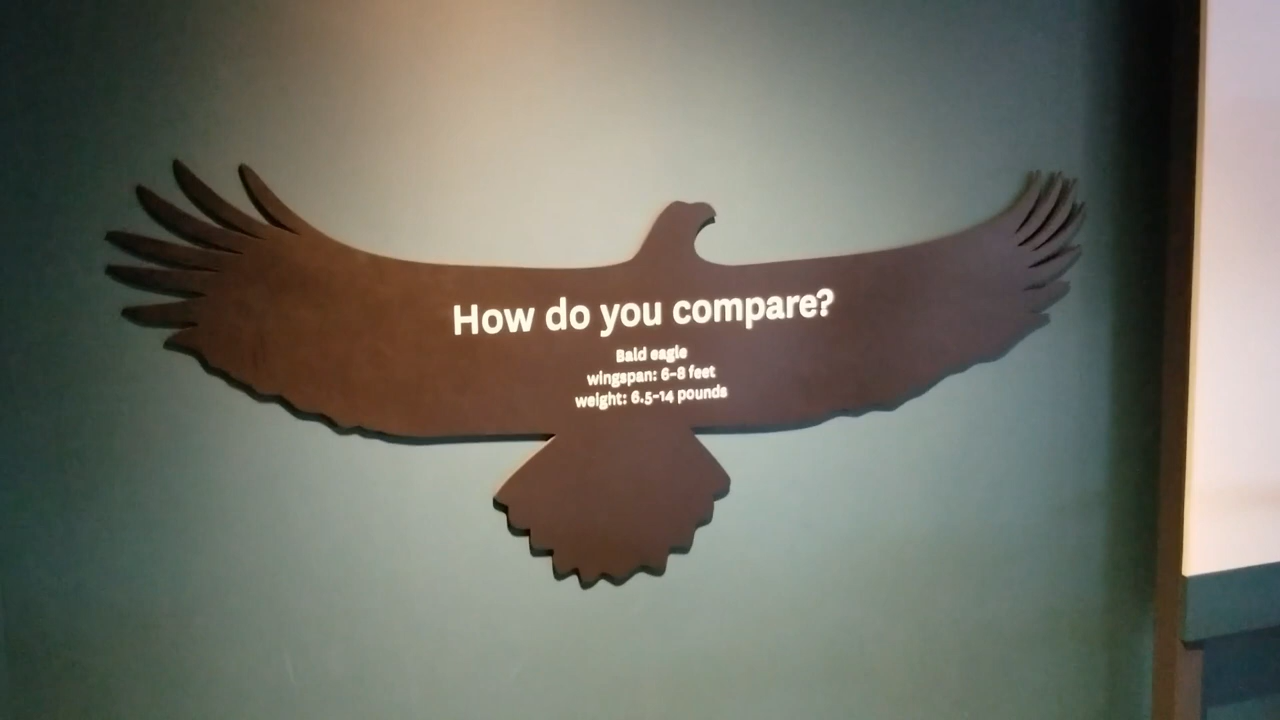 How do you compare?
Bald eagle
wingspan: 6-8 feet
weight: 6.5-14 pounds